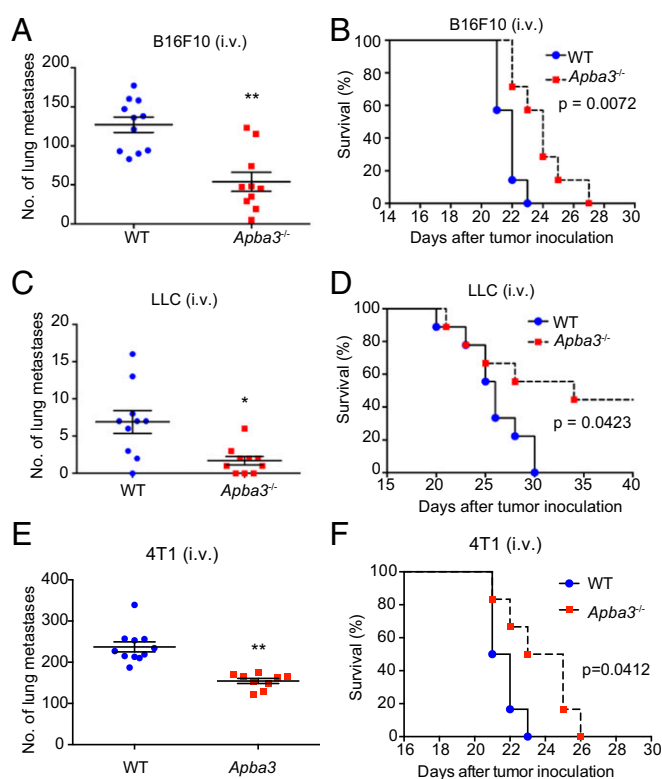 A
B16F10 (i.v.)
No. of lung metastases
200
150
100
50
0
**
WT
Apba3-/-
B
B16F10 (i.v.)
Survival (%)
100
80
60
40
20
0
WT
Apba3-/-
p = 0.0072
14 16 18 20 22 24 26 28 30
Days after tumor inoculation
C
LLC (i.v.)
No. of lung metastases
20
15
10
5
0
*
WT
Apba3-/-
D
LLC (i.v.)
Survival (%)
100
80
60
40
20
0
WT
Apba3-/-
p = 0.0423
15 20 25 30 35 40
Days after tumor inoculation
E
4T1 (i.v.)
No. of lung metastases
400
300
200
100
0
**
WT
Apba3
F
4T1 (i.v.)
Survival (%)
100
80
60
40
20
0
WT
Apba3-/-
p=0.0412
16 18 20 22 24 26 28 30
Days after tumor inoculation